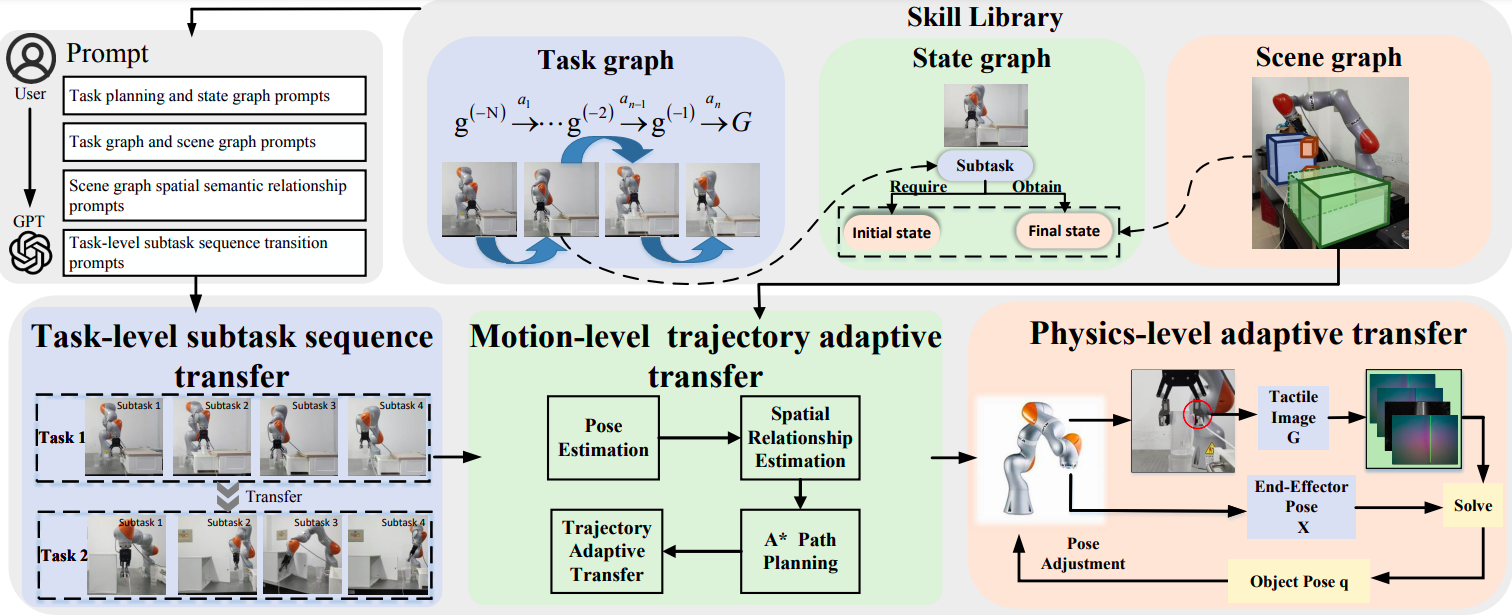 Skill Library
Prompt
User
GPT
Task planning and state graph prompts
Task graph and scene graph prompts
Scene graph spatial semantic relationship
prompts
Task-level subtask sequence transition
prompts
Task graph
g^(−N) →^{a_1} ⋯ g^(−2) →^{a_{n−1}} g^(−1) →^{a_n} G
State graph
Subtask
Require
Obtain
Initial state
Final state
Scene graph
Task-level subtask sequence
transfer
Task 1
Subtask 1
Subtask 2
Subtask 3
Subtask 4
Transfer
Task 2
Subtask 1
Subtask 2
Subtask 3
Subtask 4
Motion-level trajectory adaptive
transfer
Pose
Estimation
Spatial
Relationship
Estimation
A* Path
Planning
Trajectory
Adaptive
Transfer
Physics-level adaptive transfer
Tactile
Image
G
End-Effector
Pose
X
Solve
Object Pose q
Pose
Adjustment